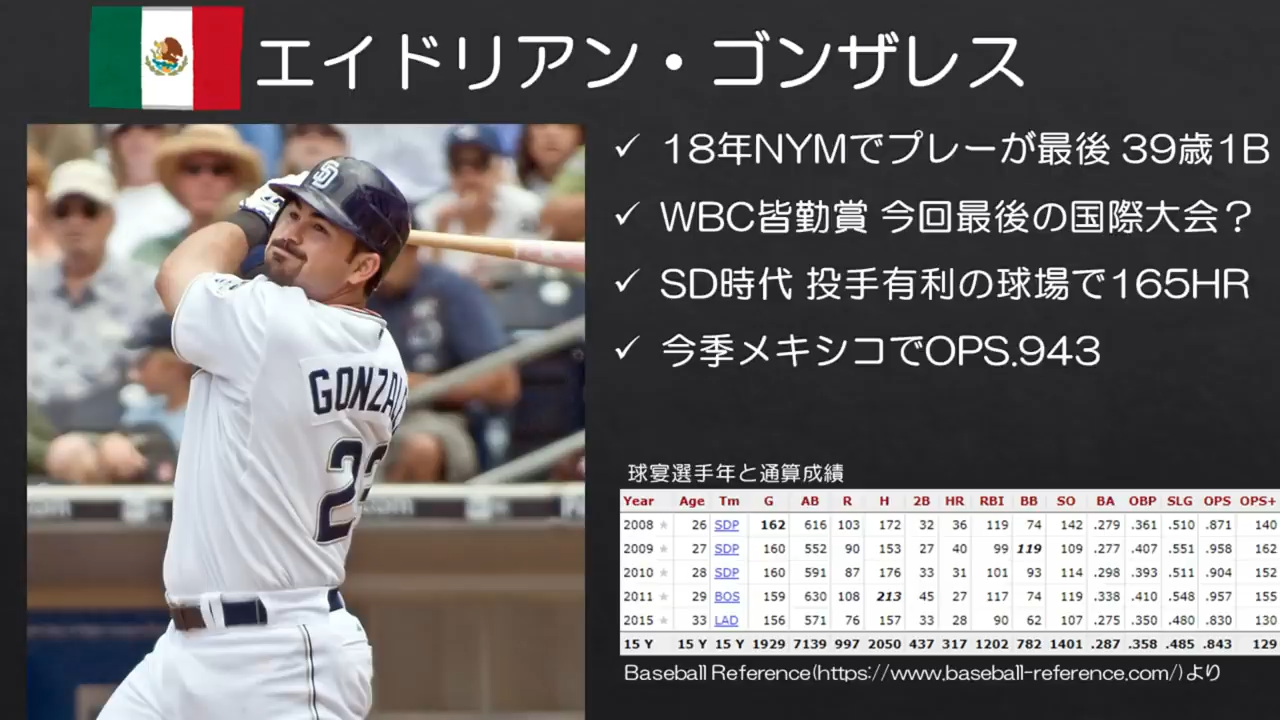 エイドリアン・ゴンザレス
✓ 18年NYMでプレーが最後 39歳1B
✓ WBC皆勤賞 今回最後の国際大会？
✓ SD時代 投手有利の球場で165HR
✓ 今季メキシコでOPS.943
SD
GONZAL
23
球宴選手年と通算成績
Year Age Tm G AB R H 2B HR RBI BB SO BA OBP SLG OPS OPS+
2008 ★ 26 SDP 162 616 103 172 32 36 119 74 142 .279 .361 .510 .871 140
2009 ★ 27 SDP 160 552 90 153 27 40 99 119 109 .277 .407 .551 .958 162
2010 ★ 28 SDP 160 591 87 176 33 31 101 93 114 .298 .393 .511 .904 152
2011 ★ 29 BOS 159 630 108 213 45 27 117 74 119 .338 .410 .548 .957 155
2015 ★ 33 LAD 156 571 76 157 33 28 90 62 107 .275 .350 .480 .830 130
15 Y 15 Y 15 Y 1929 7139 997 2050 437 317 1202 782 1401 .287 .358 .485 .843 129
Baseball Reference(https://www.baseball-reference.com/)より